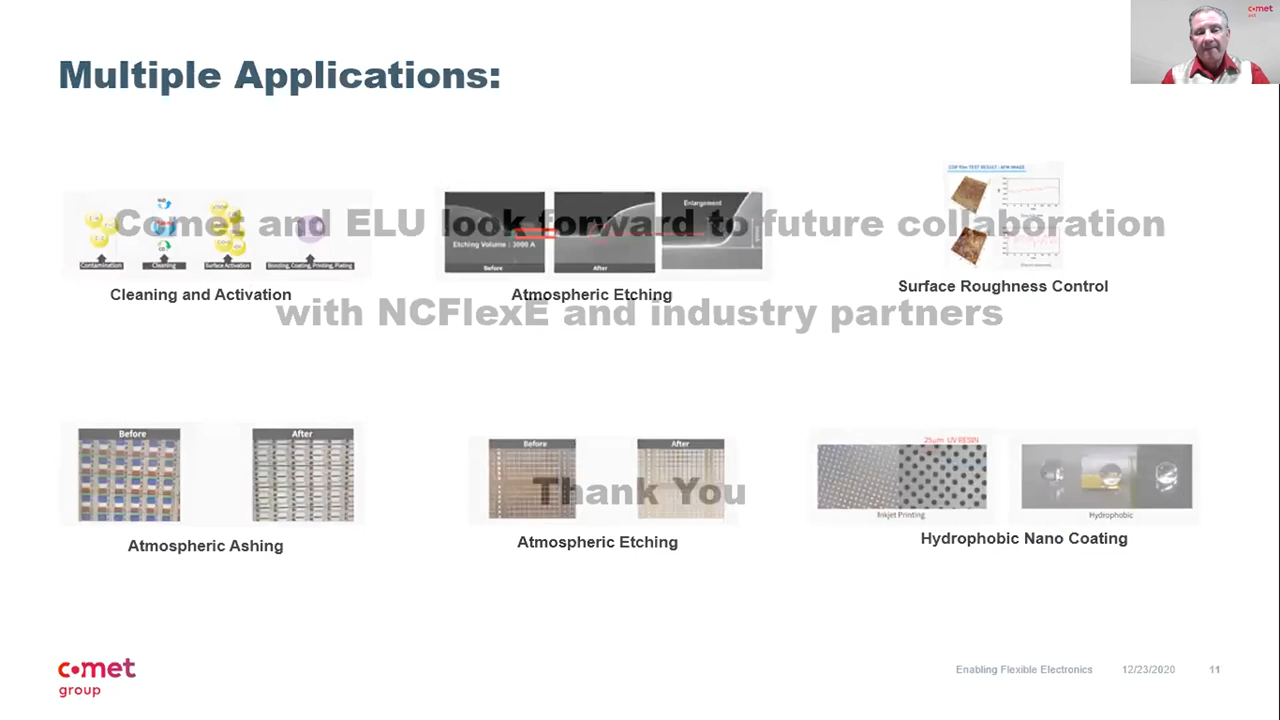 Multiple Applications:
c•met
Comet and ELU look forward to future collaboration
with NCFlexE and industry partners
Thank You
Contamination
Cleaning
Surface Activation
Bonding, Coating, Printing, Plating
Cleaning and Activation
Etching Volume : 3000 A
Before
After
Enlargement
Atmospheric Etching
COP Film TEST RESULT - AFM IMAGE
Surface Roughness Control
Before
After
Atmospheric Ashing
Before
After
Atmospheric Etching
25um UV RESIN
Inkjet Printing
Hydrophobic
Hydrophobic Nano Coating
c•met
group
Enabling Flexible Electronics
12/23/2020
11